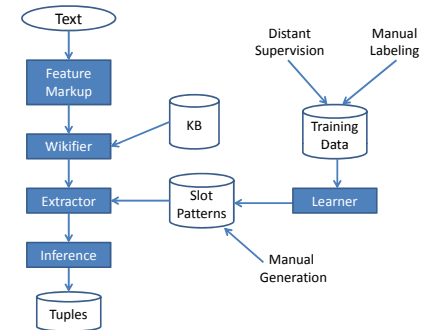 Text
Distant
Supervision
Manual
Labeling
Feature
Markup
KB
Training
Data
Wikifier
Extractor
Slot
Patterns
Learner
Inference
Manual
Generation
Tuples